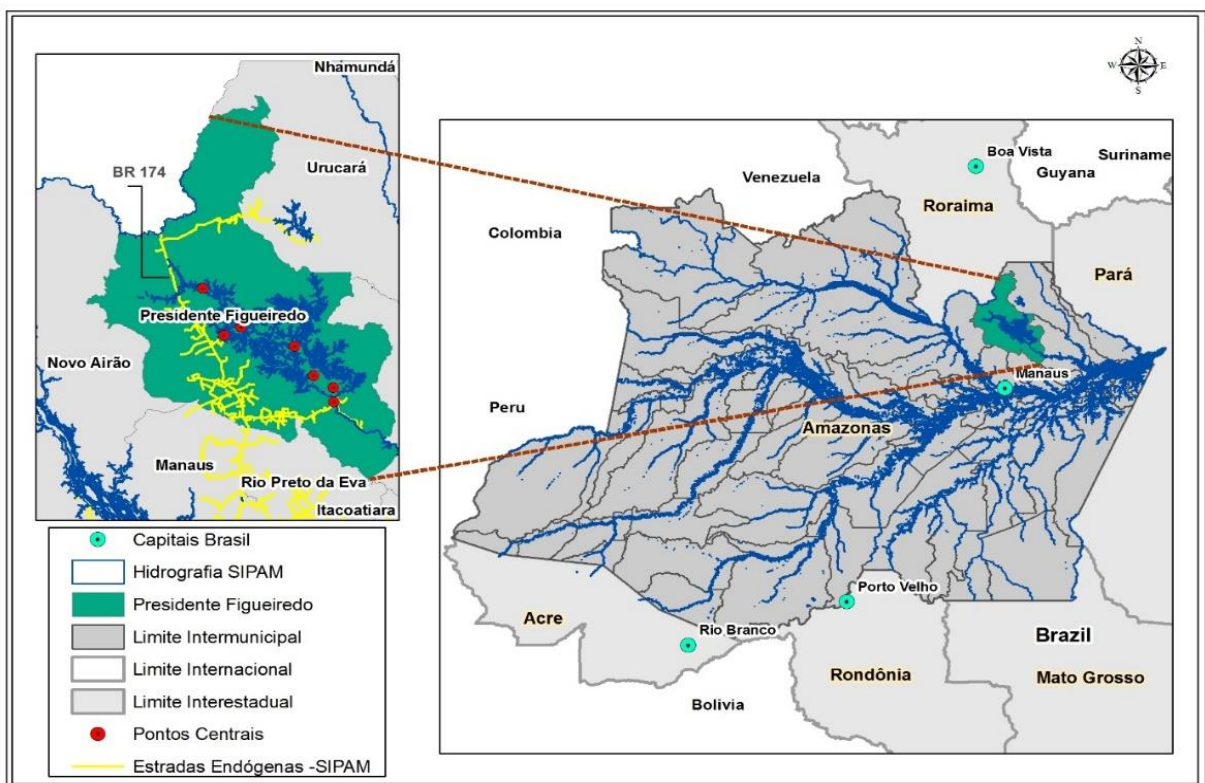 N
W
E
S
Nhámundá
Urucará
BR 174
Presidente Figueiredo
Novo Airão
Manaus
Rio Preto da Eva
Itacoatiara
Capitais Brasil
Hidrografia SIPAM
Presidente Figueiredo
Limite Intermunicipal
Limite Internacional
Limite Interestadual
Pontos Centrais
Estradas Endógenas -SIPAM
Boa Vista
Suriname
Guyana
Venezuela
Roraima
Colombia
Pará
Manaus
Peru
Amazonas
Porto Velho
Acre
Rio Branco
Brazil
Rondônia
Mato Grosso
Bolivia